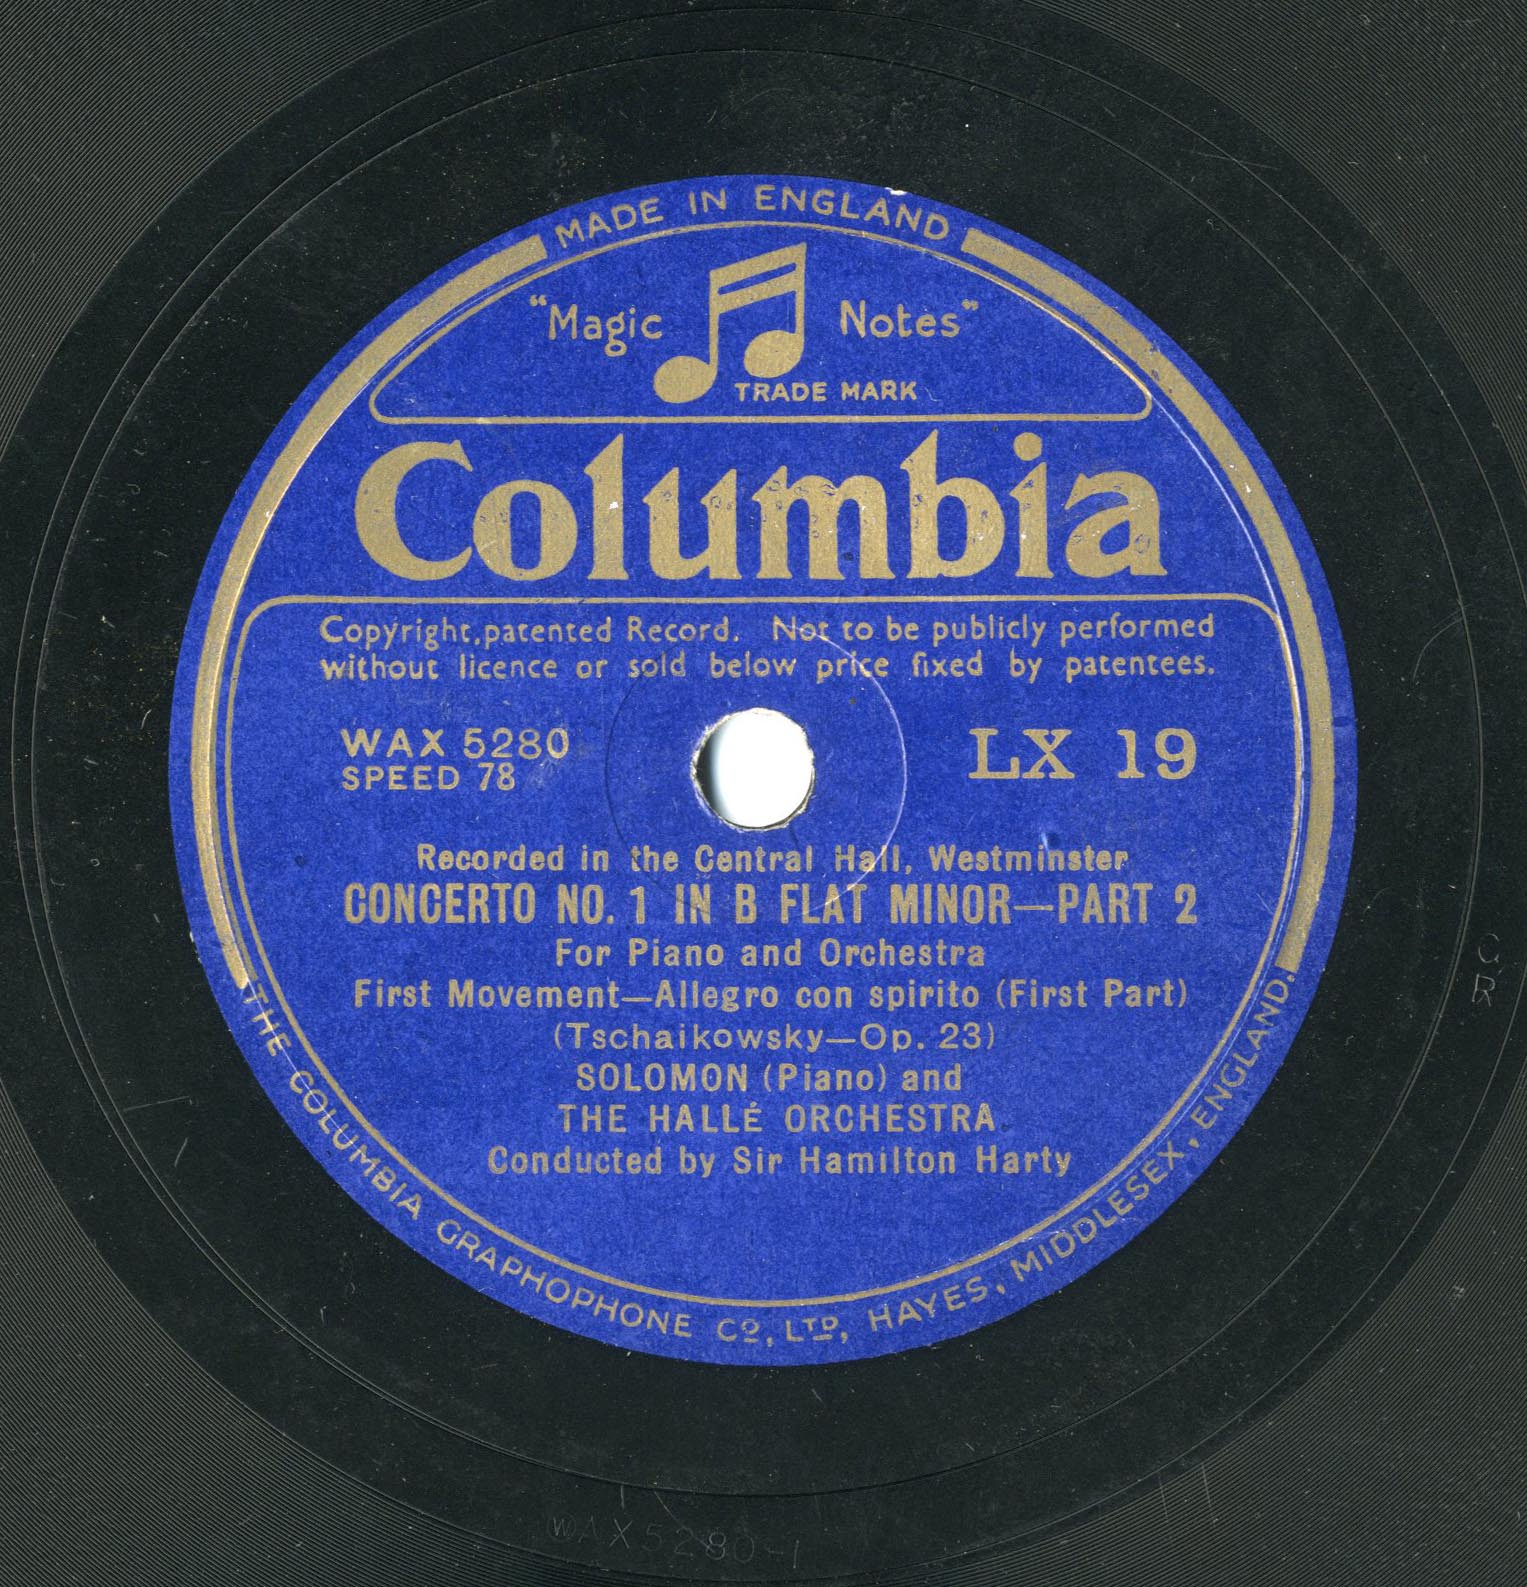 MADE IN ENGLAND
"Magic Notes"
TRADE MARK
Columbia
Copyright, patented Record. Not to be publicly performed
without licence or sold below price fixed by patentees.
WAX 5280
SPEED 78
LX 19
Recorded in the Central Hall, Westminster
CONCERTO NO. 1 IN B FLAT MINOR—PART 2
For Piano and Orchestra
First Movement—Allegro con spirito (First Part)
(Tschaikowsky—Op. 23)
SOLOMON (Piano) and
THE HALLÉ ORCHESTRA
Conducted by Sir Hamilton Harty
THE COLUMBIA GRAPHOPHONE CO, LTD, HAYES, MIDDLESEX, ENGLAND.
WAX5280-1
C
R